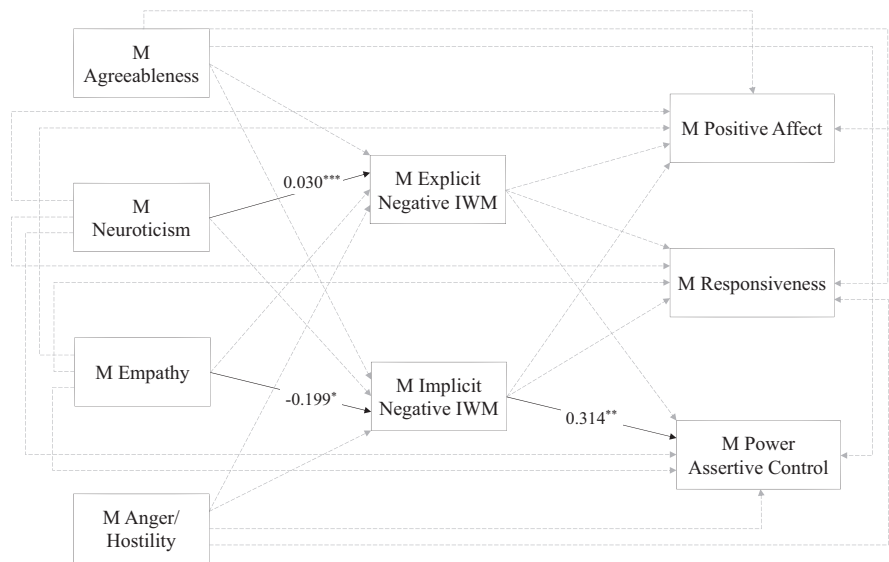 M
Agreeableness
M Positive Affect
0.030***
M Explicit
Negative IWM
M
Neuroticism
M Responsiveness
M Empathy
-0.199*
M Implicit
Negative IWM
0.314**
M Power
Assertive Control
M Anger/
Hostility